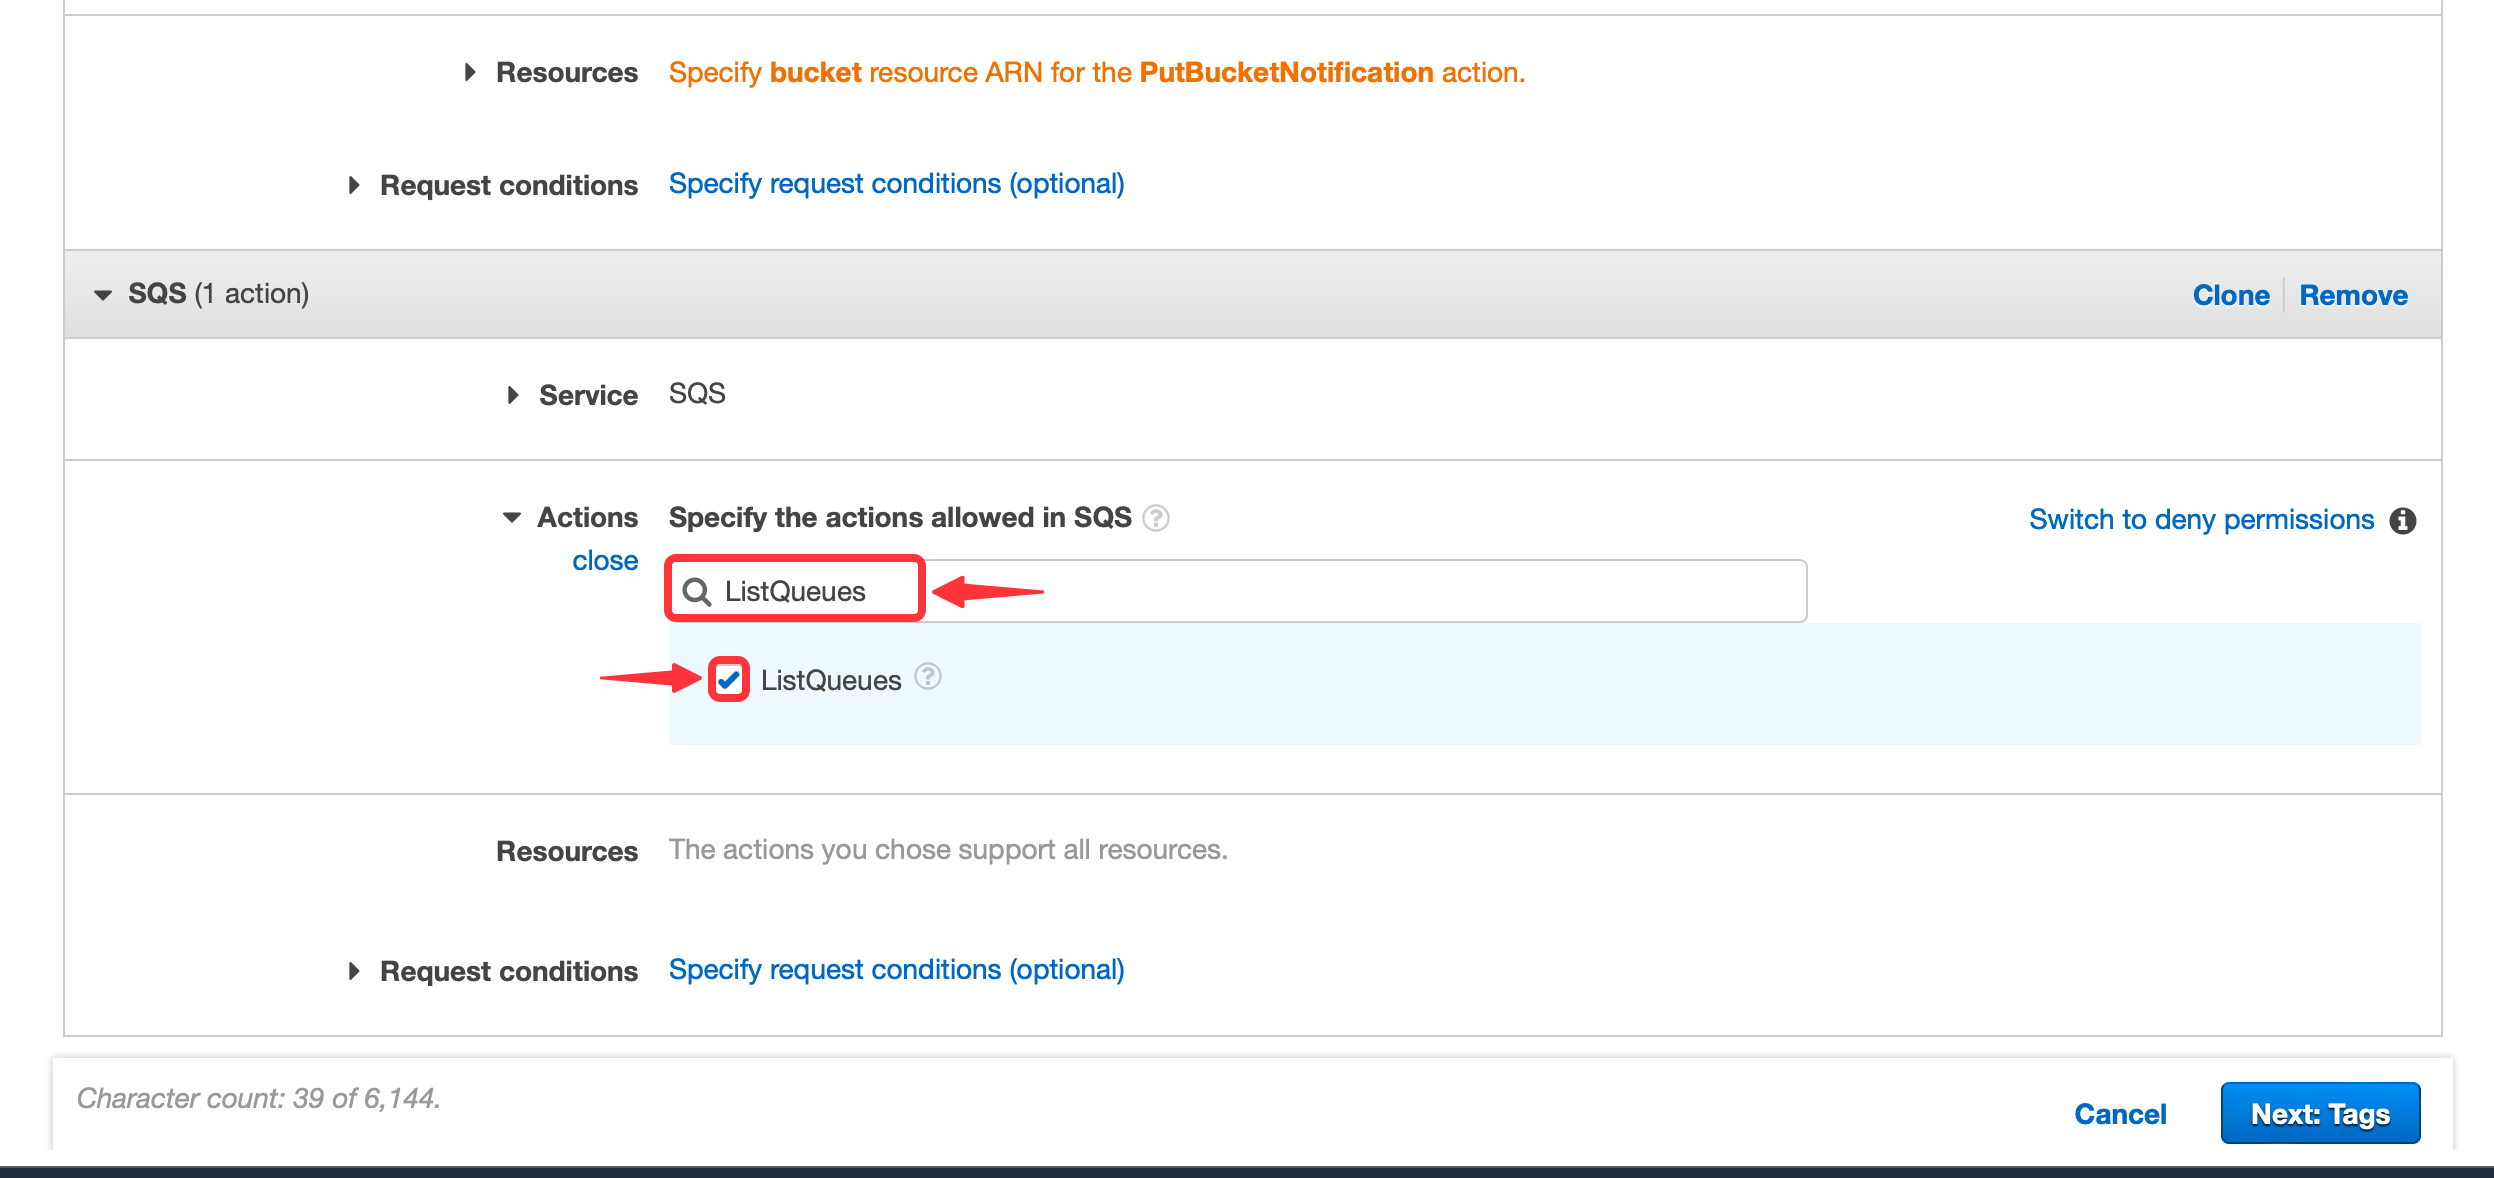 Resources Specify bucket resource ARN for the PutBucketNotification action.
Request conditions Specify request conditions (optional)
SQS (1 action) Clone Remove
Service SQS
Actions Specify the actions allowed in SQS ? Switch to deny permissions i
close
ListQueues
ListQueues ?
Resources The actions you chose support all resources.
Request conditions Specify request conditions (optional)
Character count: 39 of 6,144.
Cancel Next: Tags